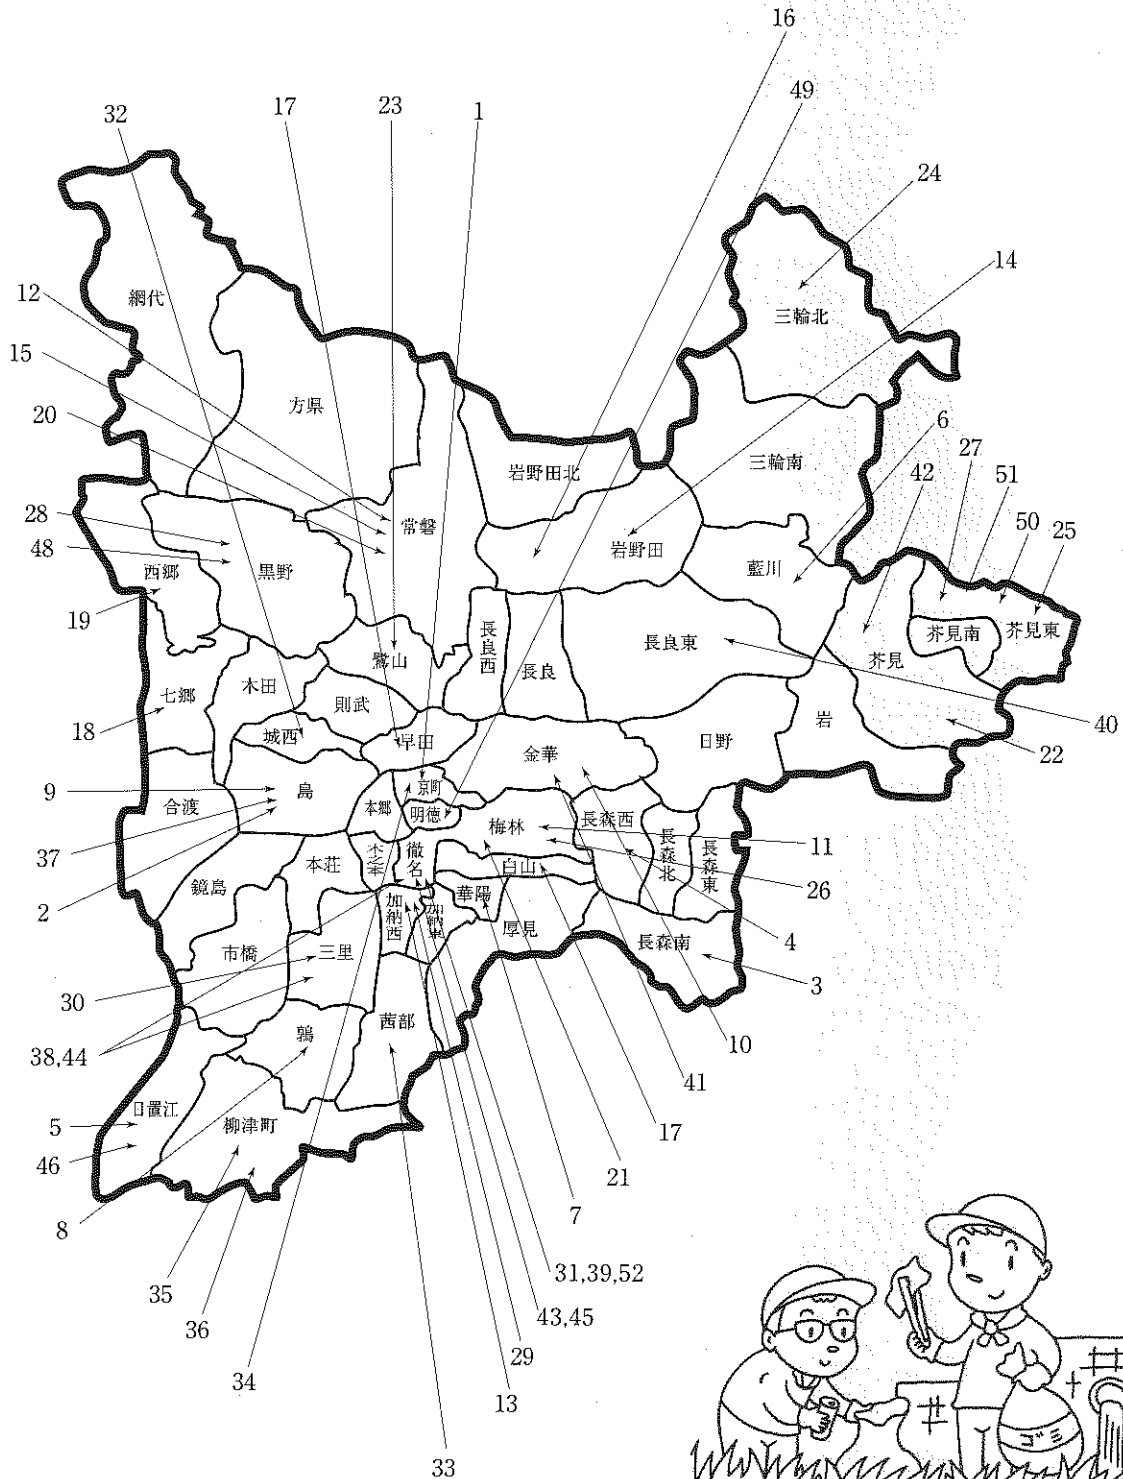 16
49
32
17
23
1
24
14
12
網代
三輪北
15
20
方県
6
27
42
51
50
25
岩野田北
三輪南
28
48
常磐
岩野田
藍川
西郷
黒野
19
長良西
長良東
芥見南
芥見東
鷺山
長良
芥見
木田
七郷
則武
岩
40
18
城西
早田
金華
日野
22
9
島
京町
合渡
本郷
明徳
梅林
長森西
37
11
本荘
木之本
徹名
長森北
長森東
白山
26
鏡島
華陽
2
加納西
加納東
厚見
4
市橋
三里
長森南
3
30
鶉
茜部
10
38,44
41
日置江
5
柳津町
17
46
21
8
7
31,39,52
35
43,45
36
29
34
13
ゴミ
33